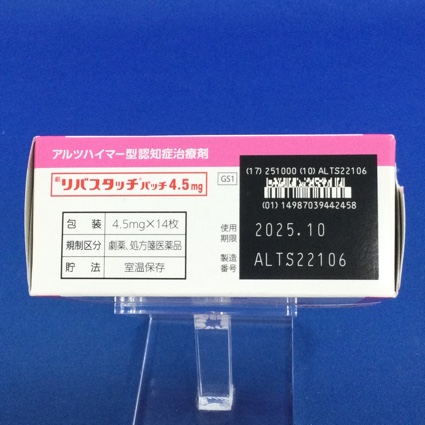 アルツハイマー型認知症治療剤
劇 リバスタッチ®パッチ4.5mg
GS1
(17) 251000 (10) ALTS22106
(01) 14987039442458
包装 4.5mg×14枚
規制区分 劇薬、処方箋医薬品
貯法 室温保存
使用期限 2025.10
製造番号 ALTS22106